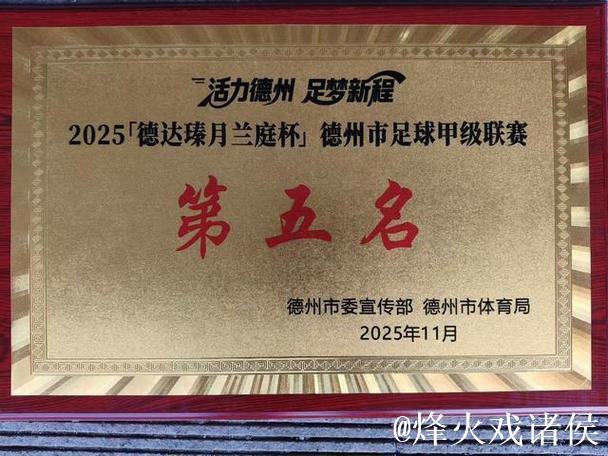 活力德州 足梦新程
2025「德达瑧月兰庭杯」德州市足球甲级联赛
第五名
德州市委宣传部 德州市体育局
2025年11月
@烽火戏诸侯